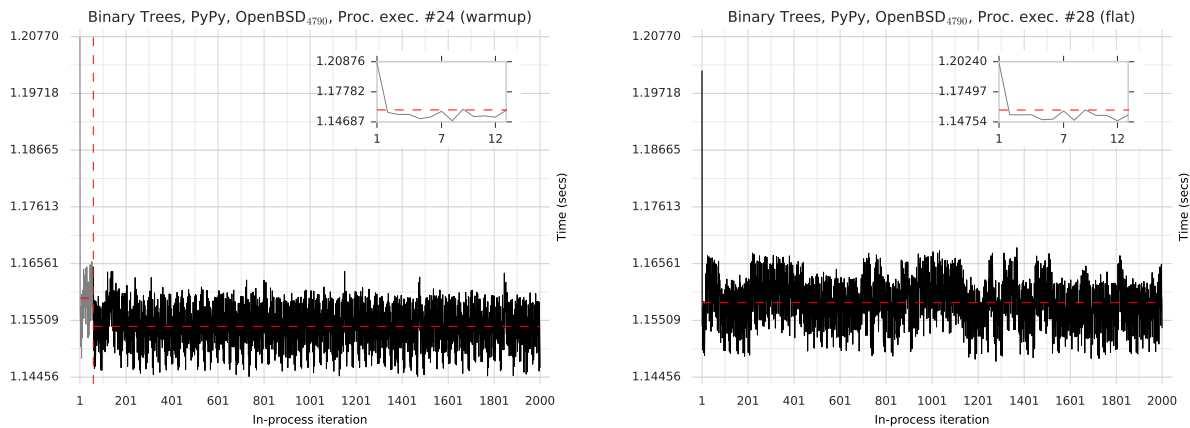 Binary Trees, PyPy, OpenBSD4790, Proc. exec. #24 (warmup)
1.20770
1.19718
1.18665
1.17613
1.16561
1.15509
1.14456
1.20876
1.17782
1.14687
1 7 12
1 201 401 601 801 1001 1201 1401 1601 1801 2000
In-process iteration
Time (secs)
Binary Trees, PyPy, OpenBSD4790, Proc. exec. #28 (flat)
1.20770
1.19718
1.18665
1.17613
1.16561
1.15509
1.14456
1.20240
1.17497
1.14754
1 7 12
1 201 401 601 801 1001 1201 1401 1601 1801 2000
In-process iteration
Time (secs)